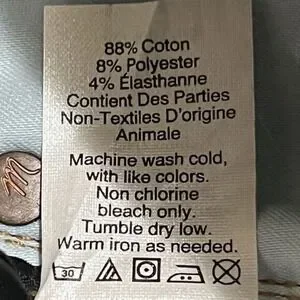 88% Coton
8% Polyester
4% Élasthanne
Contient Des Parties
Non-Textiles D'origine
Animale
Machine wash cold,
with like colors.
Non chlorine
bleach only.
Tumble dry low.
Warm iron as needed.
30